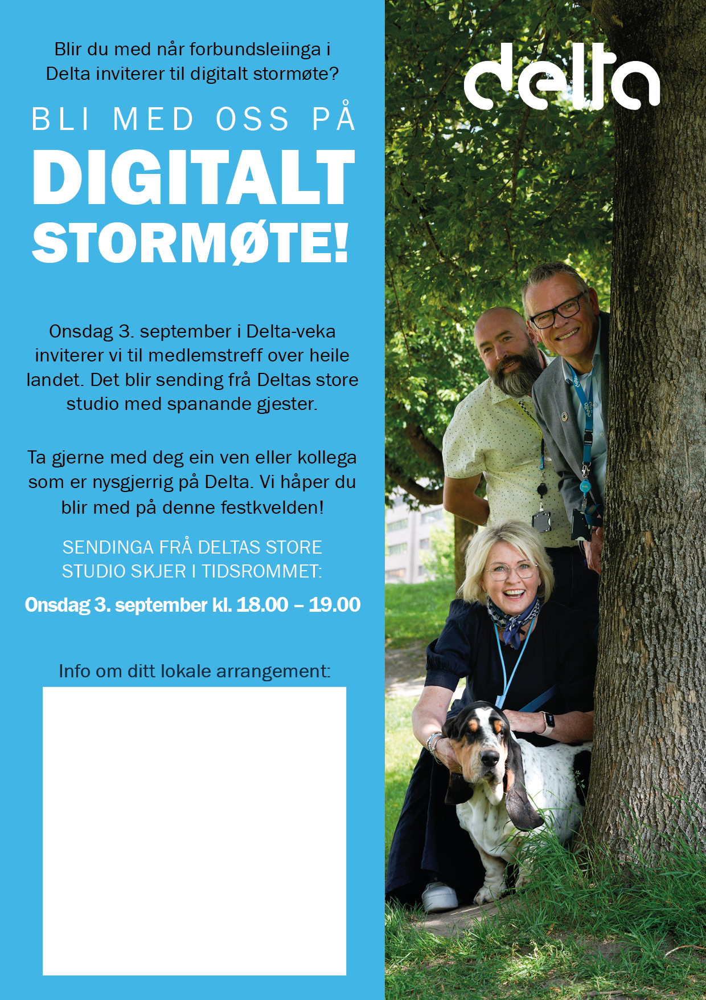 Blir du med når forbundsleiinga i
Delta inviterer til digitalt stormøte?
BLI MED OSS PÅ
DIGITALT
STORMØTE!
Onsdag 3. september i Delta-veka
inviterer vi til medlemstreff over heile
landet. Det blir sending frå Deltas store
studio med spanande gjester.
Ta gjerne med deg ein ven eller kollega
som er nysgjerrig på Delta. Vi håper du
blir med på denne festkvelden!
SENDINGA FRÅ DELTAS STORE
STUDIO SKJER I TIDSROMMET:
Onsdag 3. september kl. 18.00 – 19.00
Info om ditt lokale arrangement:
delta